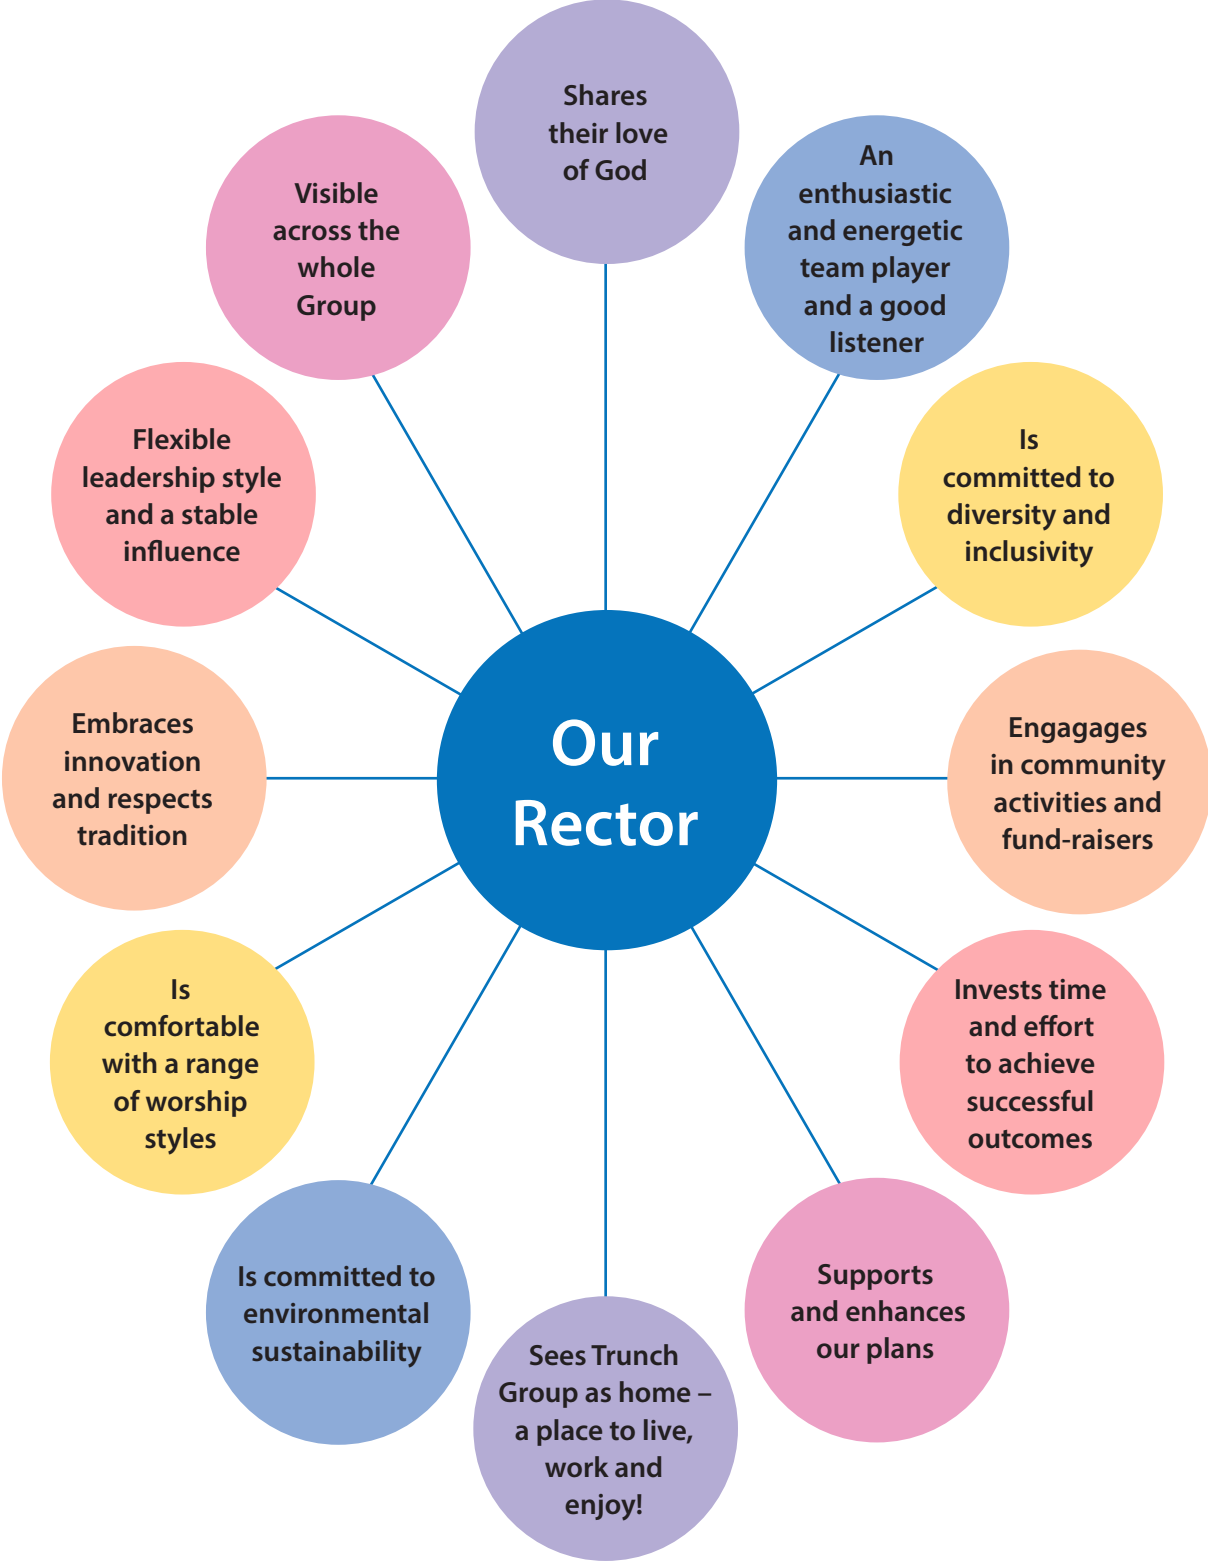 Shares
their love
of God
An
enthusiastic
and energetic
team player
and a good
listener
Is
committed to
diversity and
inclusivity
Engagages
in community
activities and
fund-raisers
Invests time
and effort
to achieve
successful
outcomes
Supports
and enhances
our plans
Sees Trunch
Group as home –
a place to live,
work and
enjoy!
Is committed to
environmental
sustainability
Is
comfortable
with a range
of worship
styles
Embraces
innovation
and respects
tradition
Flexible
leadership style
and a stable
influence
Visible
across the
whole
Group
Our
Rector